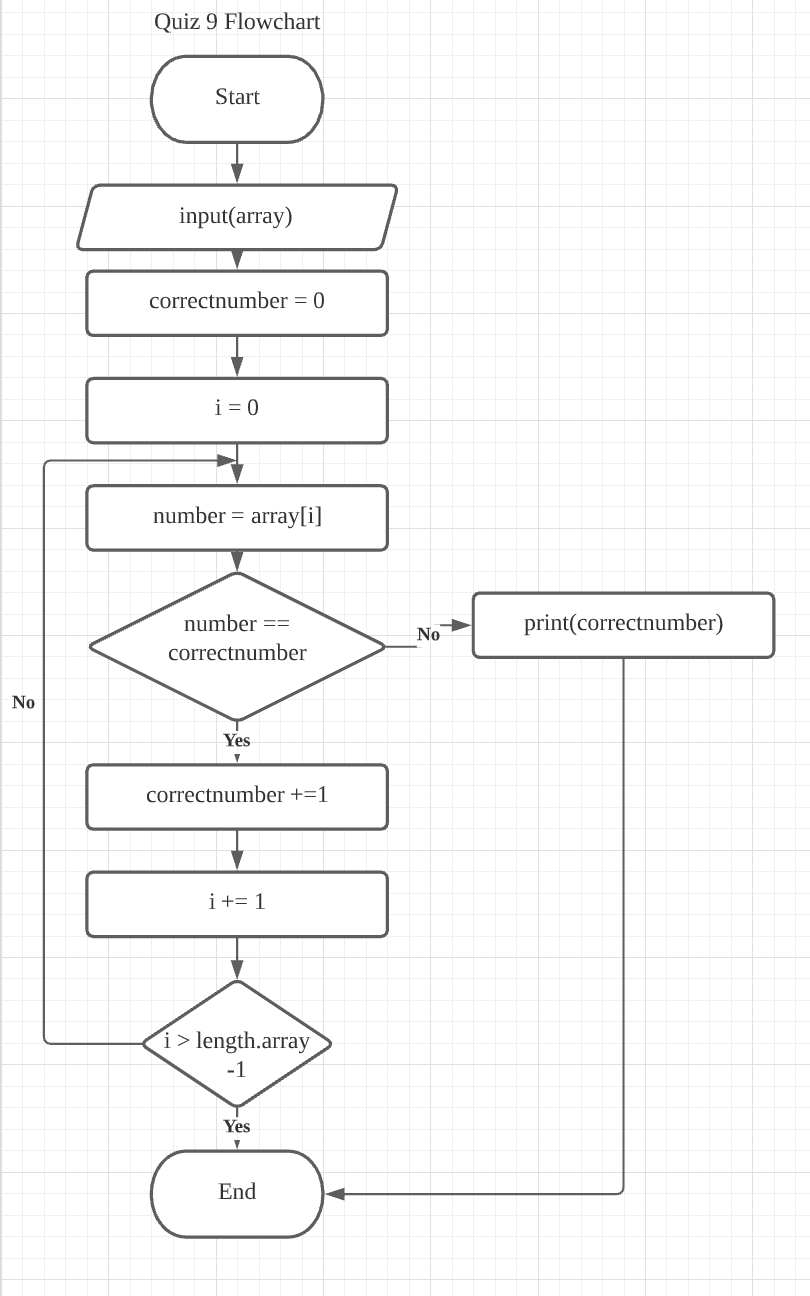 Quiz 9 Flowchart
Start
input(array)
correctnumber = 0
i = 0
number = array[i]
number ==
correctnumber
No
print(correctnumber)
No
Yes
correctnumber +=1
i += 1
i > length.array
-1
Yes
End